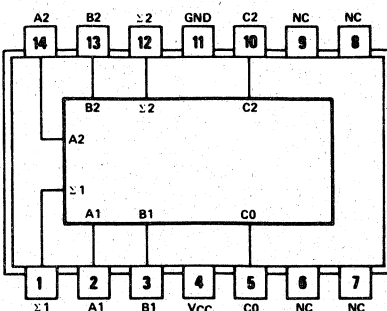 A2 B2 Σ2 GND C2 NC NC
14 13 12 11 10 9 8
B2 Σ2 C2
A2
Σ1
A1 B1 C0
1 2 3 4 5 6 7
Σ1 A1 B1 VCC C0 NC NC